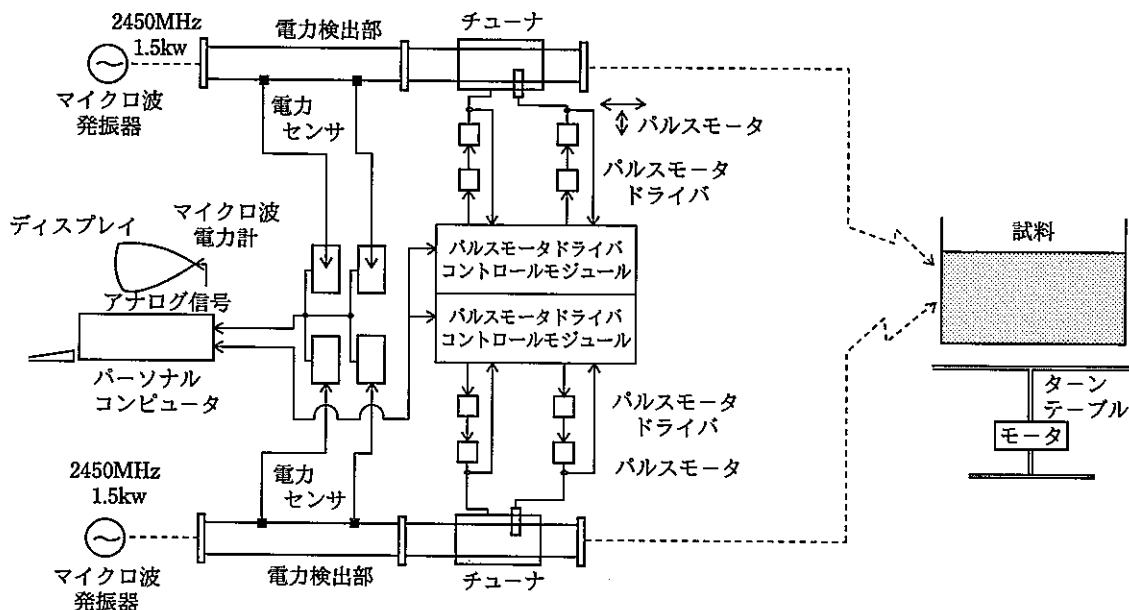 2450MHz
1.5kw
電力検出部
チューナ
マイクロ波
発振器
電力
センサ
パルスモータ
パルスモータ
ドライバ
ディスプレイ
マイクロ波
電力計
アナログ信号
パルスモータドライバ
コントロールモジュール
パルスモータドライバ
コントロールモジュール
試料
パーソナル
コンピュータ
パルスモータ
ドライバ
パルスモータ
ターン
テーブル
モータ
2450MHz
1.5kw
電力
センサ
マイクロ波
発振器
電力検出部
チューナ